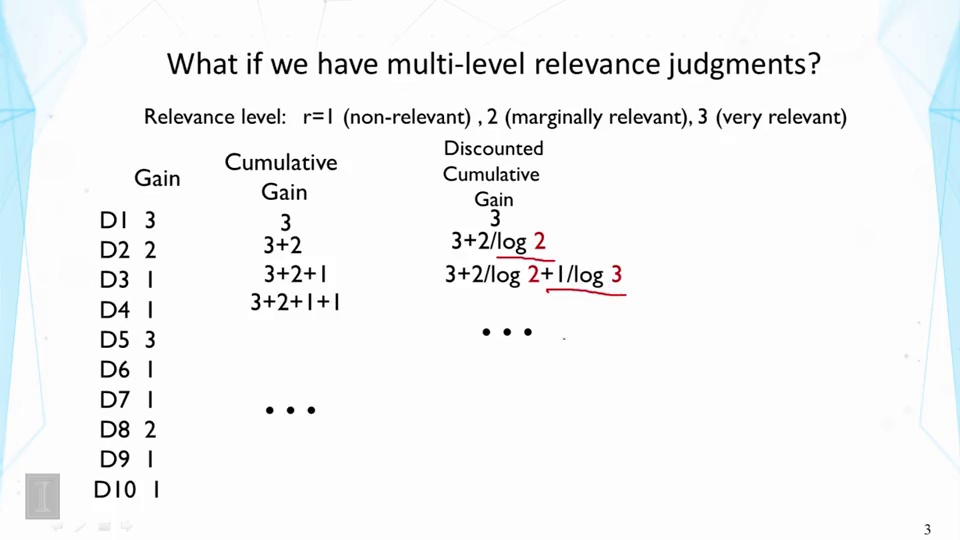 What if we have multi-level relevance judgments?
Relevance level: r=1 (non-relevant) , 2 (marginally relevant), 3 (very relevant)
Gain
Cumulative
Gain
Discounted
Cumulative
Gain
D1 3 3 3
D2 2 3+2 3+2/log 2
D3 1 3+2+1 3+2/log 2+1/log 3
D4 1 3+2+1+1
D5 3 • • •
D6 1
D7 1 • • •
D8 2
D9 1
D10 1
I
3